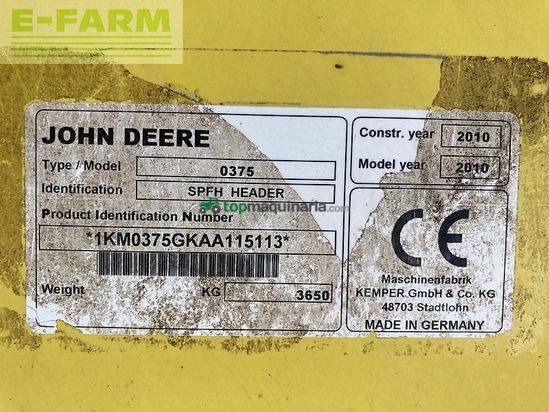 E-FARM
JOHN DEERE
Type / Model 0375
Identification SPFH HEADER
Product Identification Number
*1KM0375GKAA115113*
Weight KG 3650
Constr. year 2010
Model year 2010
CE
Maschinenfabrik
KEMPER GmbH & Co. KG
48703 Stadtlohn
MADE IN GERMANY
topmaquinaria.com